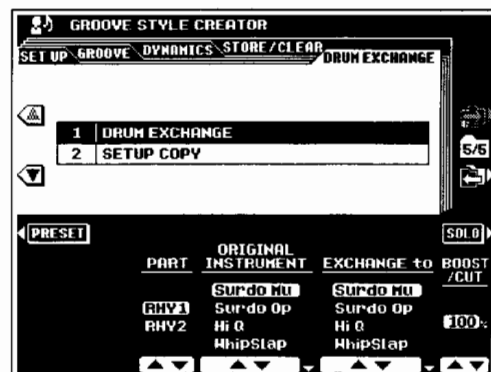 GROOVE STYLE CREATOR
SET UP GROOVE DYNAMICS STORE/CLEAR DRUM EXCHANGE
1 DRUM EXCHANGE
2 SETUP COPY
5/5
PRESET SOLO
PART ORIGINAL INSTRUMENT EXCHANGE to BOOST /CUT
Surdo Mu Surdo Mu
RHY1 Surdo Op Surdo Op
RHY2 Hi Q Hi Q 100%
WhipSlap WhipSlap